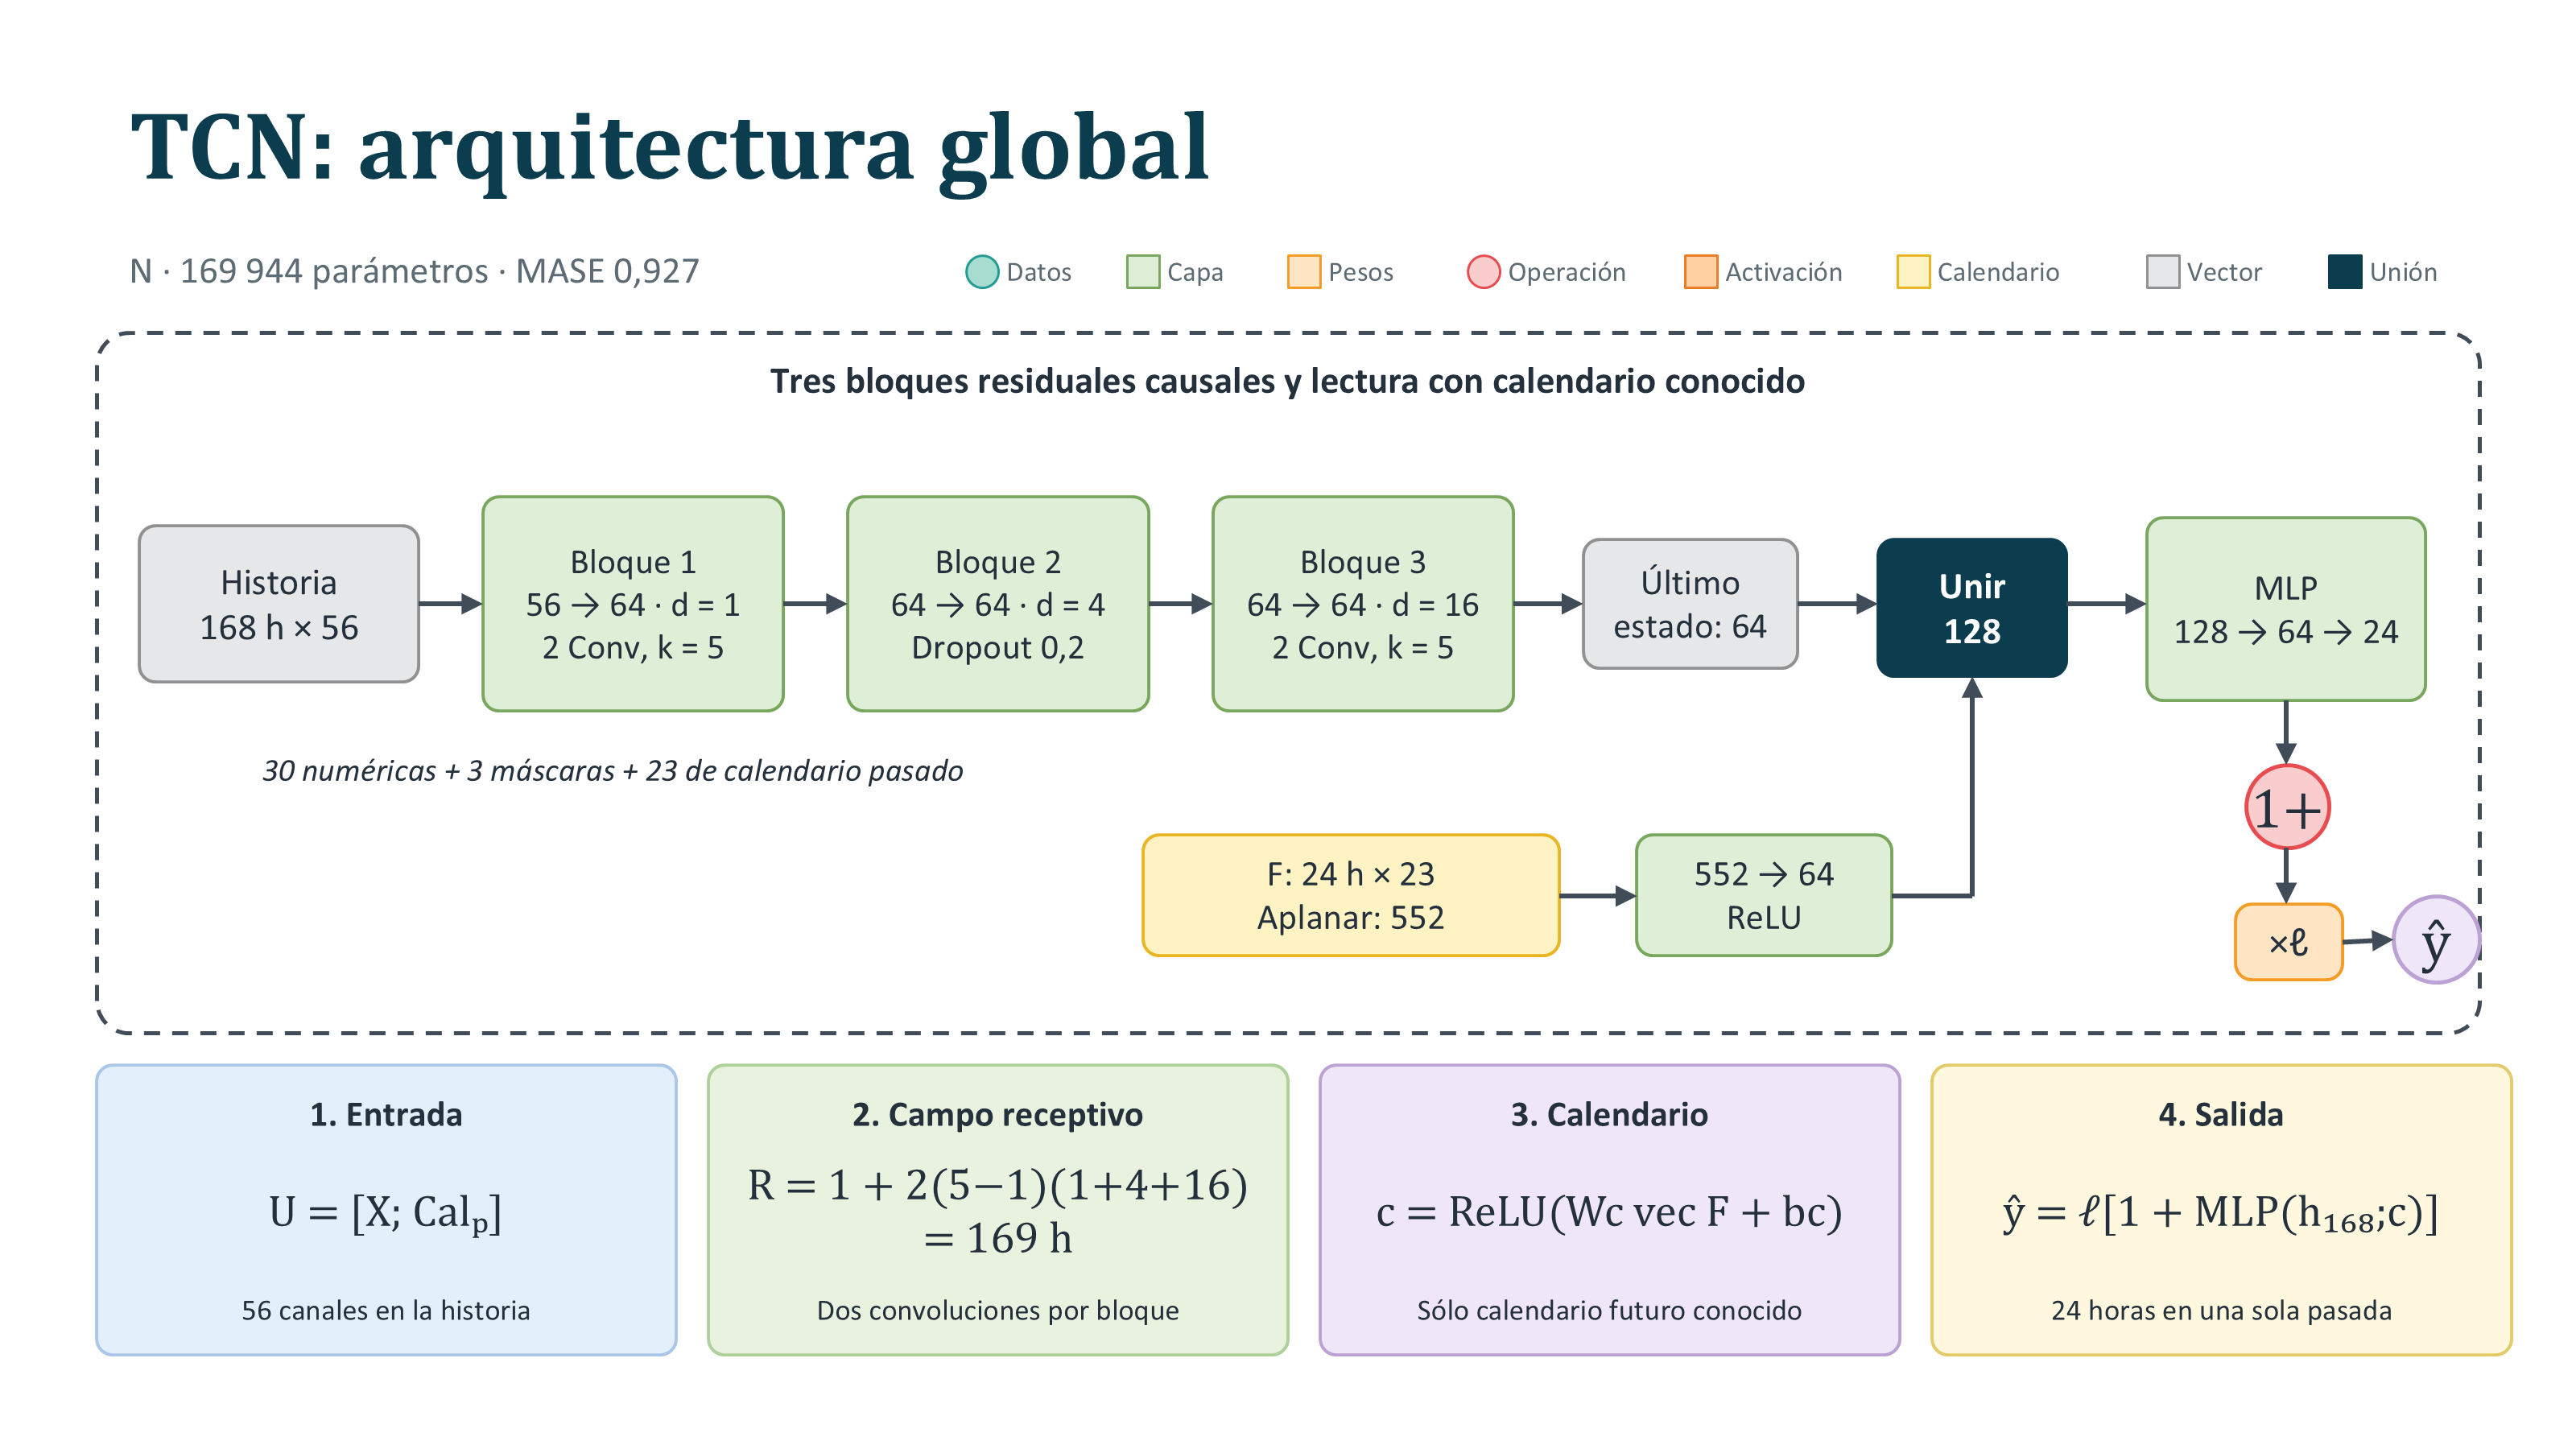 TCN: arquitectura global
N · 169 944 parámetros · MASE 0,927
Datos
Capa
Pesos
Operación
Activación
Calendario
Vector
Unión
Tres bloques residuales causales y lectura con calendario conocido
Historia
168 h × 56
Bloque 1
56 → 64 · d = 1
2 Conv, k = 5
Bloque 2
64 → 64 · d = 4
Dropout 0,2
Bloque 3
64 → 64 · d = 16
2 Conv, k = 5
Último
estado: 64
Unir
128
MLP
128 → 64 → 24
30 numéricas + 3 máscaras + 23 de calendario pasado
1+
F: 24 h × 23
Aplanar: 552
552 → 64
ReLU
×ℓ
ŷ
1. Entrada
U = [X; Calₚ]
56 canales en la historia
2. Campo receptivo
R = 1 + 2(5−1)(1+4+16)
= 169 h
Dos convoluciones por bloque
3. Calendario
c = ReLU(Wc vec F + bc)
Sólo calendario futuro conocido
4. Salida
ŷ = ℓ[1 + MLP(h₁₆₈;c)]
24 horas en una sola pasada